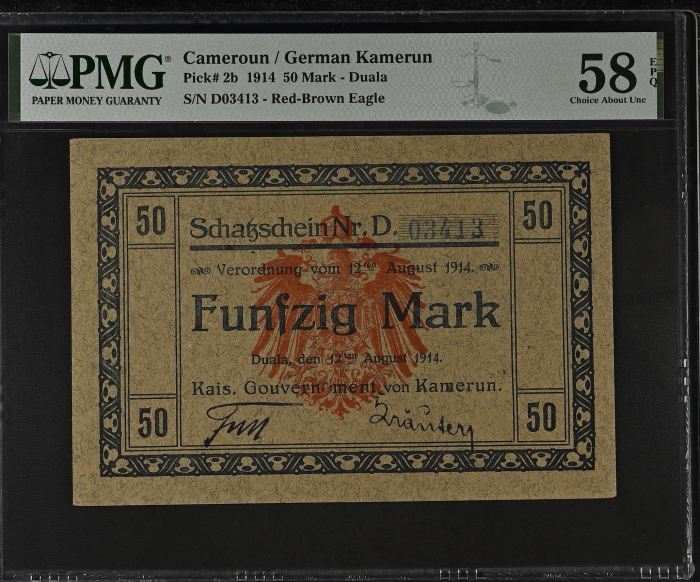 PMG®
PAPER MONEY GUARANTY
Cameroun / German Kamerun
Pick# 2b 1914 50 Mark - Duala
S/N D03413 - Red-Brown Eagle
58 EPQ
Choice About Unc
50 50
Schatzschein Nr. D. 03413
Verordnung vom 12ten August 1914.
Funfzig Mark
Duala, den 12ten August 1914.
Kais. Gouvernement von Kamerun.
50 50